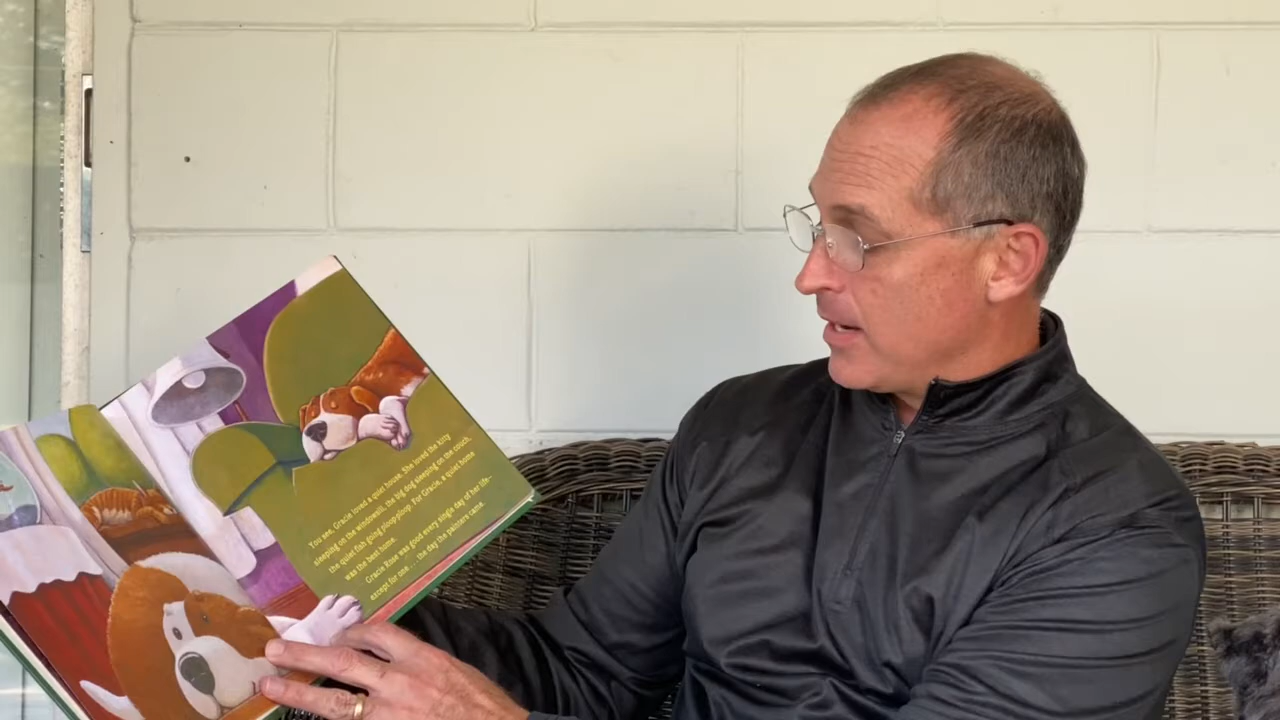 You see, Gracie loved a quiet house. She loved the kitty
sleeping on the windowsill, the big dog sleeping on the couch,
the quiet fish going ploop-ploop. For Gracie, a quiet home
was the best home.
Gracie Rose was good every single day of her life—
except for one . . . the day the painters came.